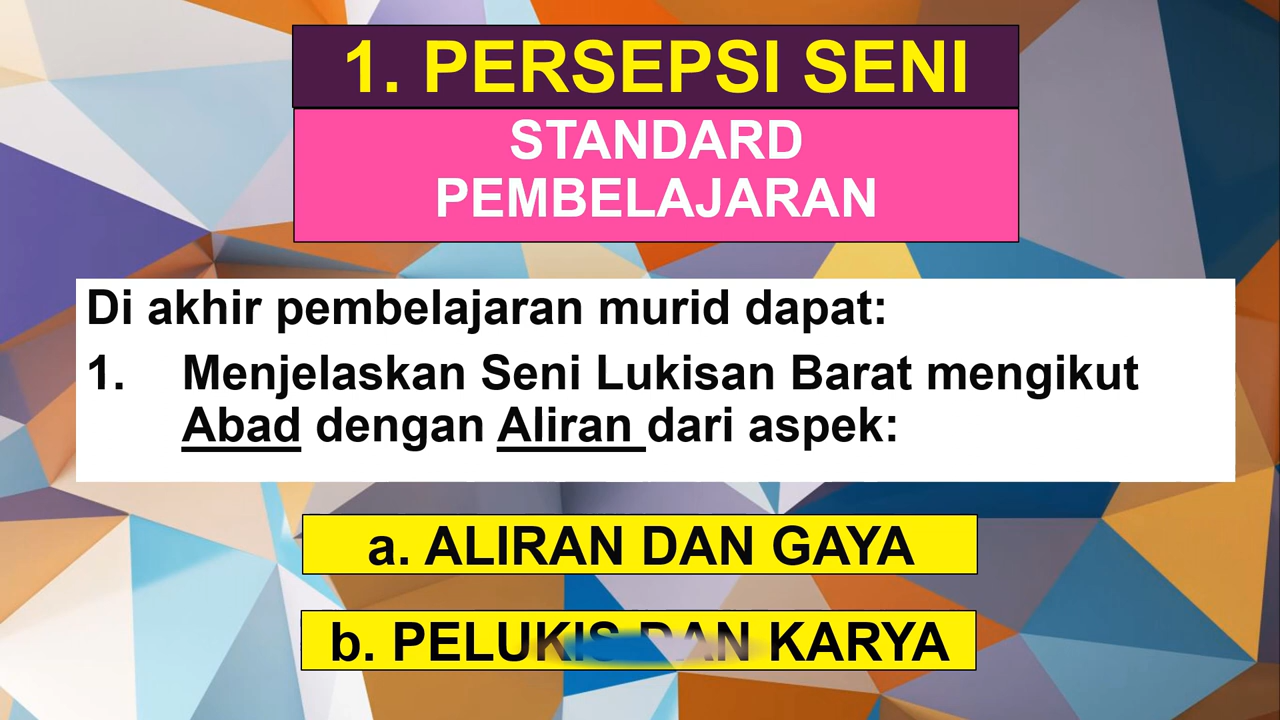 1. PERSEPSI SENI
STANDARD
PEMBELAJARAN
Di akhir pembelajaran murid dapat:
1. Menjelaskan Seni Lukisan Barat mengikut
Abad dengan Aliran dari aspek:
a. ALIRAN DAN GAYA
b. PELUKIS DAN KARYA